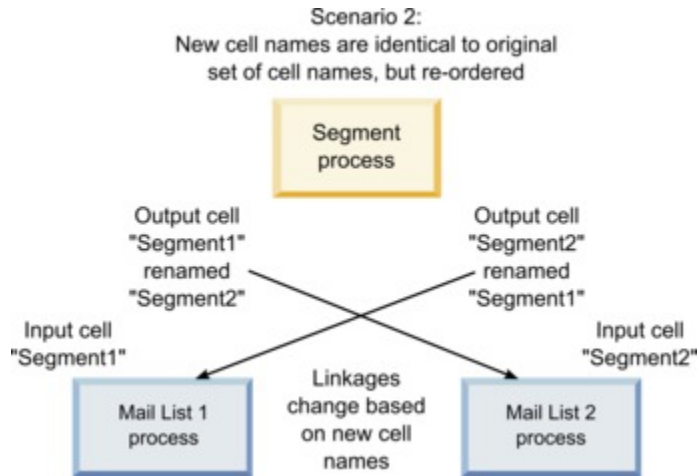 Scenario 2:
New cell names are identical to original
set of cell names, but re-ordered
Segment
process
Output cell
"Segment1"
renamed
"Segment2"
Output cell
"Segment2"
renamed
"Segment1"
Input cell
"Segment1"
Input cell
"Segment2"
Mail List 1
process
Linkages
change based
on new cell
names
Mail List 2
process